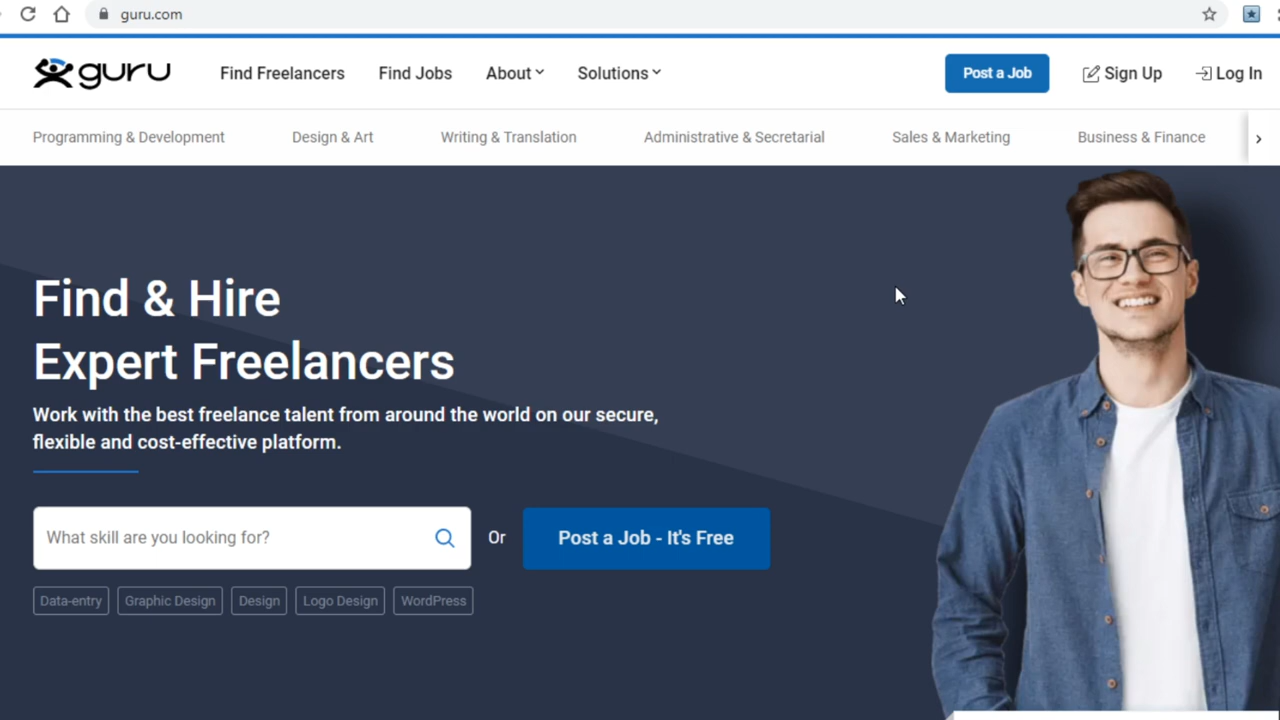 guru.com
guru Find Freelancers Find Jobs About Solutions Post a Job Sign Up Log In
Programming & Development Design & Art Writing & Translation Administrative & Secretarial Sales & Marketing Business & Finance
Find & Hire
Expert Freelancers
Work with the best freelance talent from around the world on our secure,
flexible and cost-effective platform.
What skill are you looking for? Or Post a Job - It's Free
Data-entry Graphic Design Design Logo Design WordPress